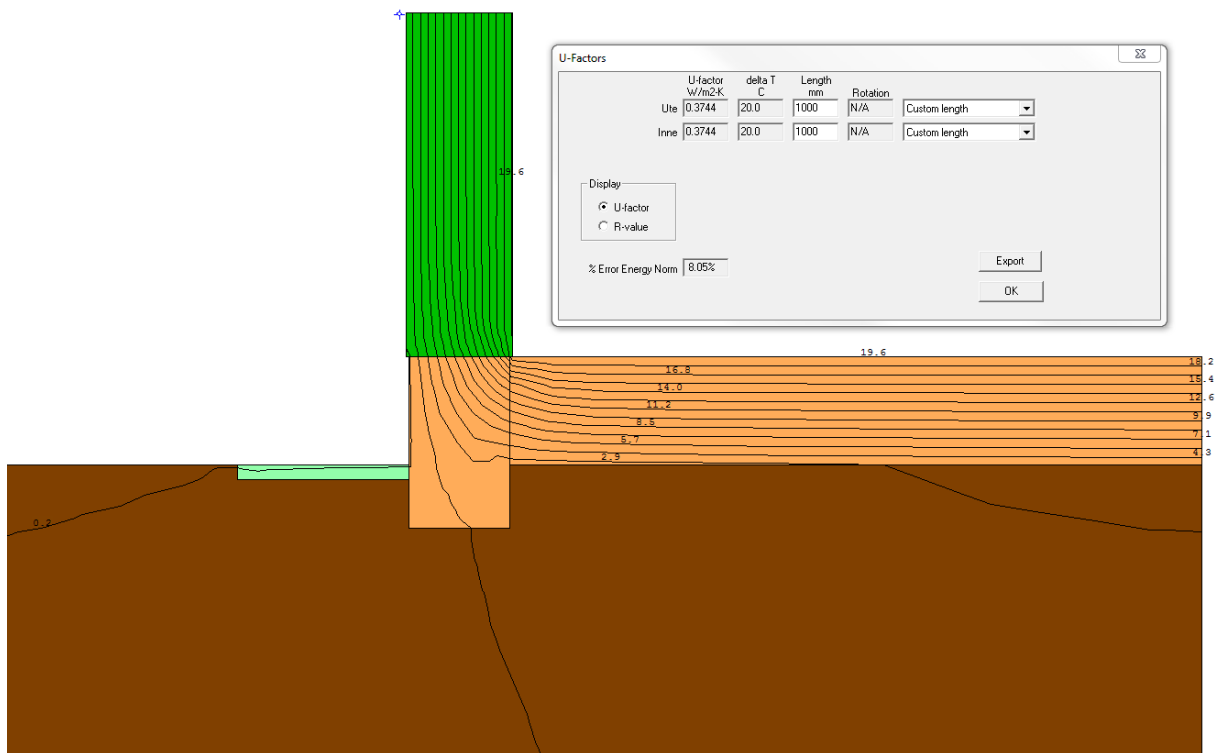 U-Factors
U-factor delta T Length
W/m2-K C mm Rotation
Ute 0.3744 20.0 1000 N/A Custom length
Inne 0.3744 20.0 1000 N/A Custom length
Display
U-factor
R-value
% Error Energy Norm 8.05%
Export
OK
19.6
19.6
18.2
16.8
15.4
14.0
12.6
11.2
9.9
8.5
7.1
5.7
4.3
2.9
0.2